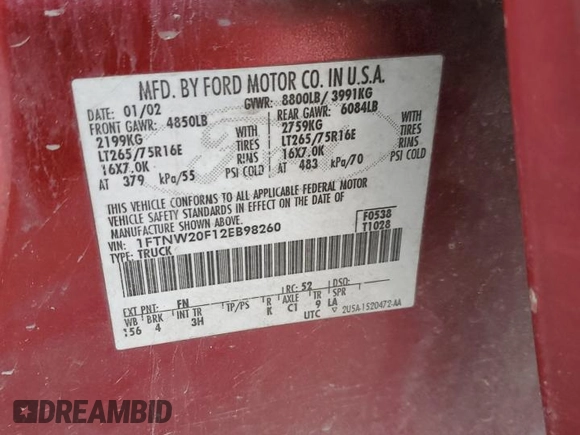 MFD. BY FORD MOTOR CO. IN U.S.A.
DATE: 01/02 GVWR: 8800LB/ 3991KG
FRONT GAWR: 4850LB REAR GAWR: 6084LB
2199KG WITH 2759KG WITH
LT265/75R16E TIRES LT265/75R16E TIRES
16X7.0K RIMS 16X7.0K RIMS
AT 379 kPa/55 PSI COLD AT 483 kPa/70 PSI COLD
THIS VEHICLE CONFORMS TO ALL APPLICABLE FEDERAL MOTOR
VEHICLE SAFETY STANDARDS IN EFFECT ON THE DATE OF
MANUFACTURE SHOWN ABOVE.
VIN: 1FTNW20F12EB98260 F0538
TYPE: TRUCK T1028
EXT PNT: FN RC: 52 DSO:
WB BRK INT TR TP/PS R AXLE TR SPR
156 4 3H K C1 9 LA
UTC 2U5A-1520472-AA
DREAMBID